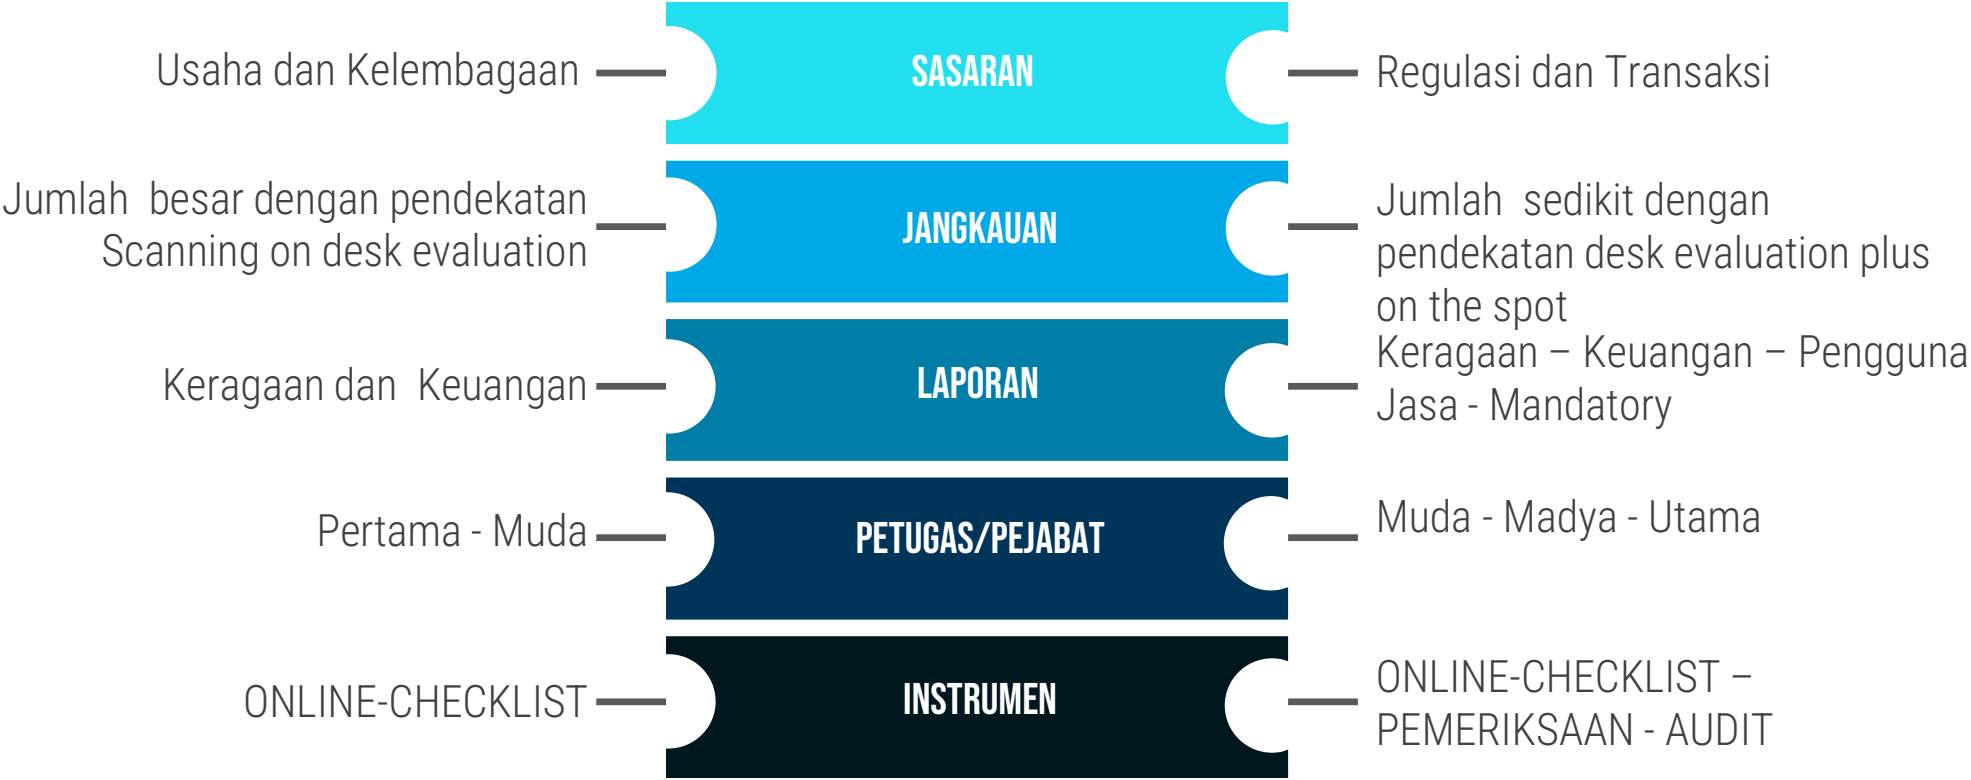 Usaha dan Kelembagaan
SASARAN
Regulasi dan Transaksi
Jumlah besar dengan pendekatan
Scanning on desk evaluation
JANGKAUAN
Jumlah sedikit dengan
pendekatan desk evaluation plus
on the spot
Keragaan dan Keuangan
LAPORAN
Keragaan – Keuangan – Pengguna
Jasa - Mandatory
Pertama - Muda
PETUGAS/PEJABAT
Muda - Madya - Utama
ONLINE-CHECKLIST
INSTRUMEN
ONLINE-CHECKLIST –
PEMERIKSAAN - AUDIT